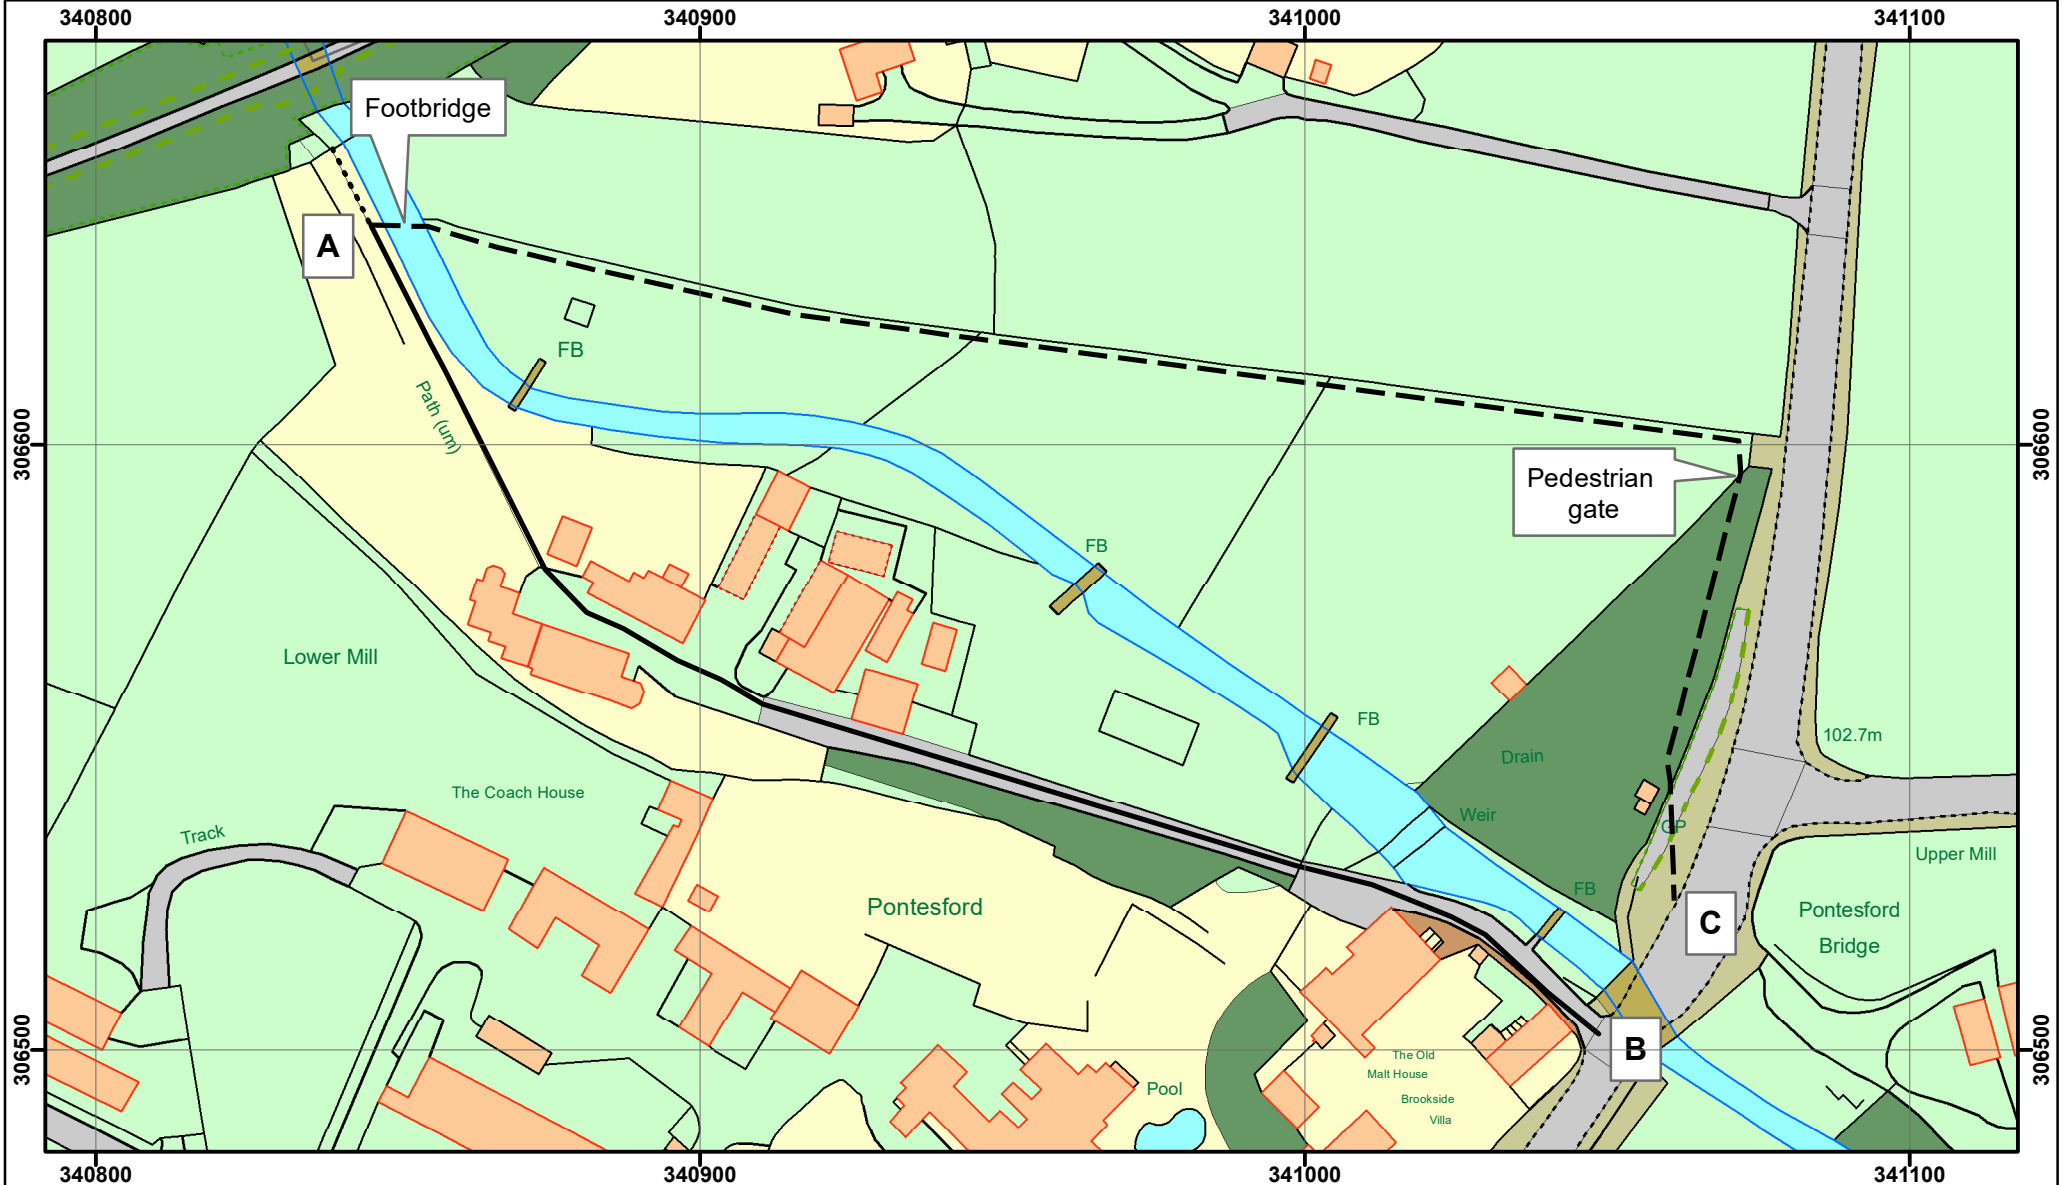 340800 340900 341000 341100
Footbridge
A
FB
Path (um)
306600 306600
Pedestrian
gate
FB
Lower Mill
FB
102.7m
Drain
The Coach House
Weir
GP
Track
Upper Mill
FB
Pontesford
Pontesford
Bridge
C
306500 306500
B
The Old
Malt House
Pool
Brookside
Villa
340800 340900 341000 341100